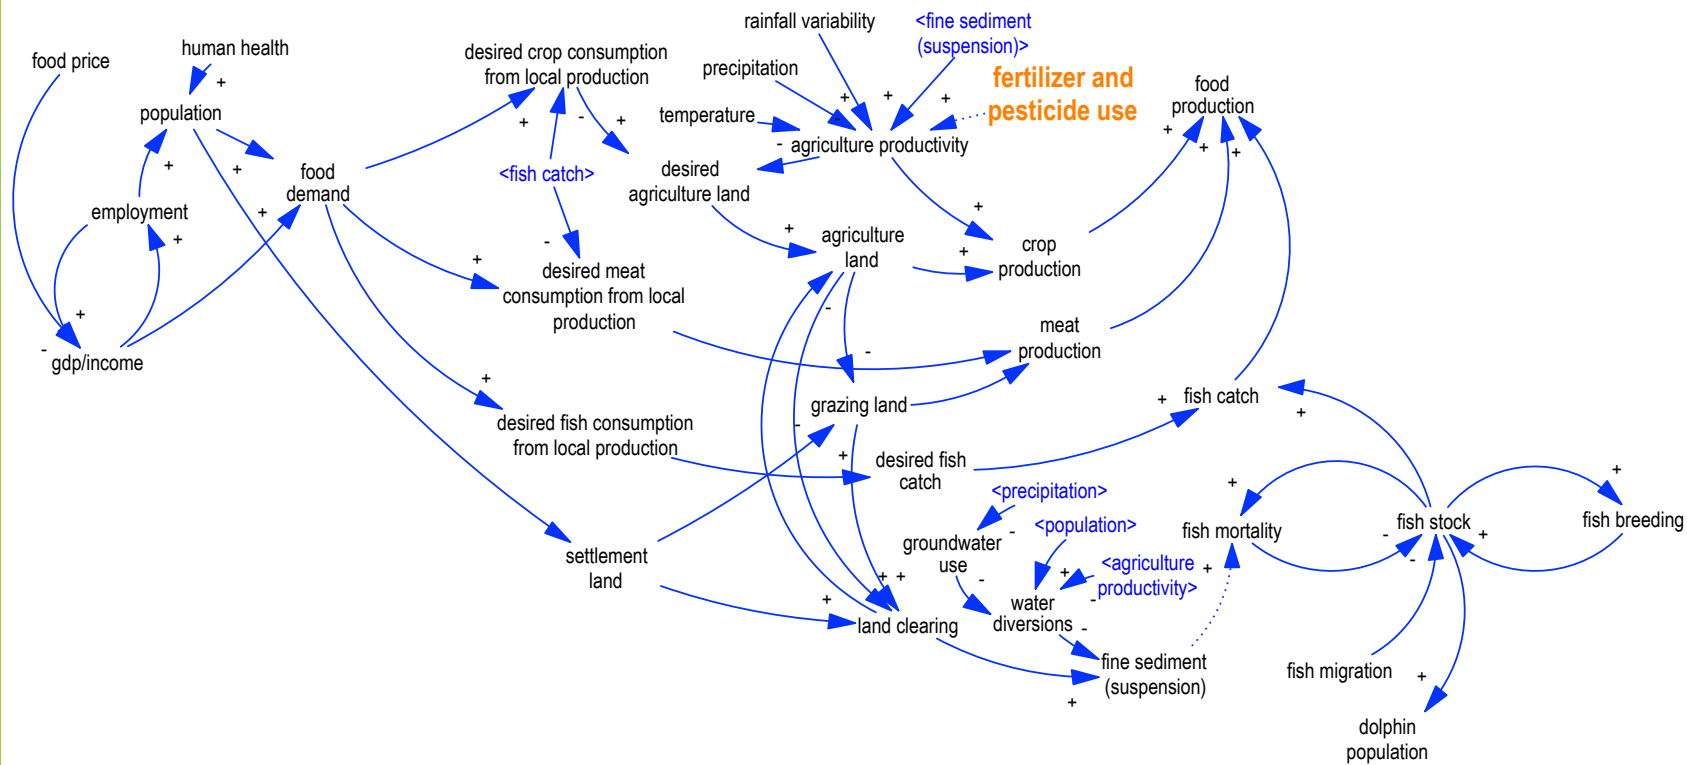 food price
human health
population
employment
gdp/income
food
demand
desired crop consumption
from local production
<fish catch>
desired meat
consumption from local
production
desired fish consumption
from local production
settlement
land
rainfall variability
precipitation
temperature
<fine sediment
(suspension)>
fertilizer and
pesticide use
agriculture productivity
desired
agriculture land
agriculture
land
crop
production
food
production
meat
production
grazing land
fish catch
desired fish
catch
<precipitation>
<population>
groundwater
use
<agriculture
productivity>
water
diversions
land clearing
fine sediment
(suspension)
fish mortality
fish stock
fish breeding
fish migration
dolphin
population